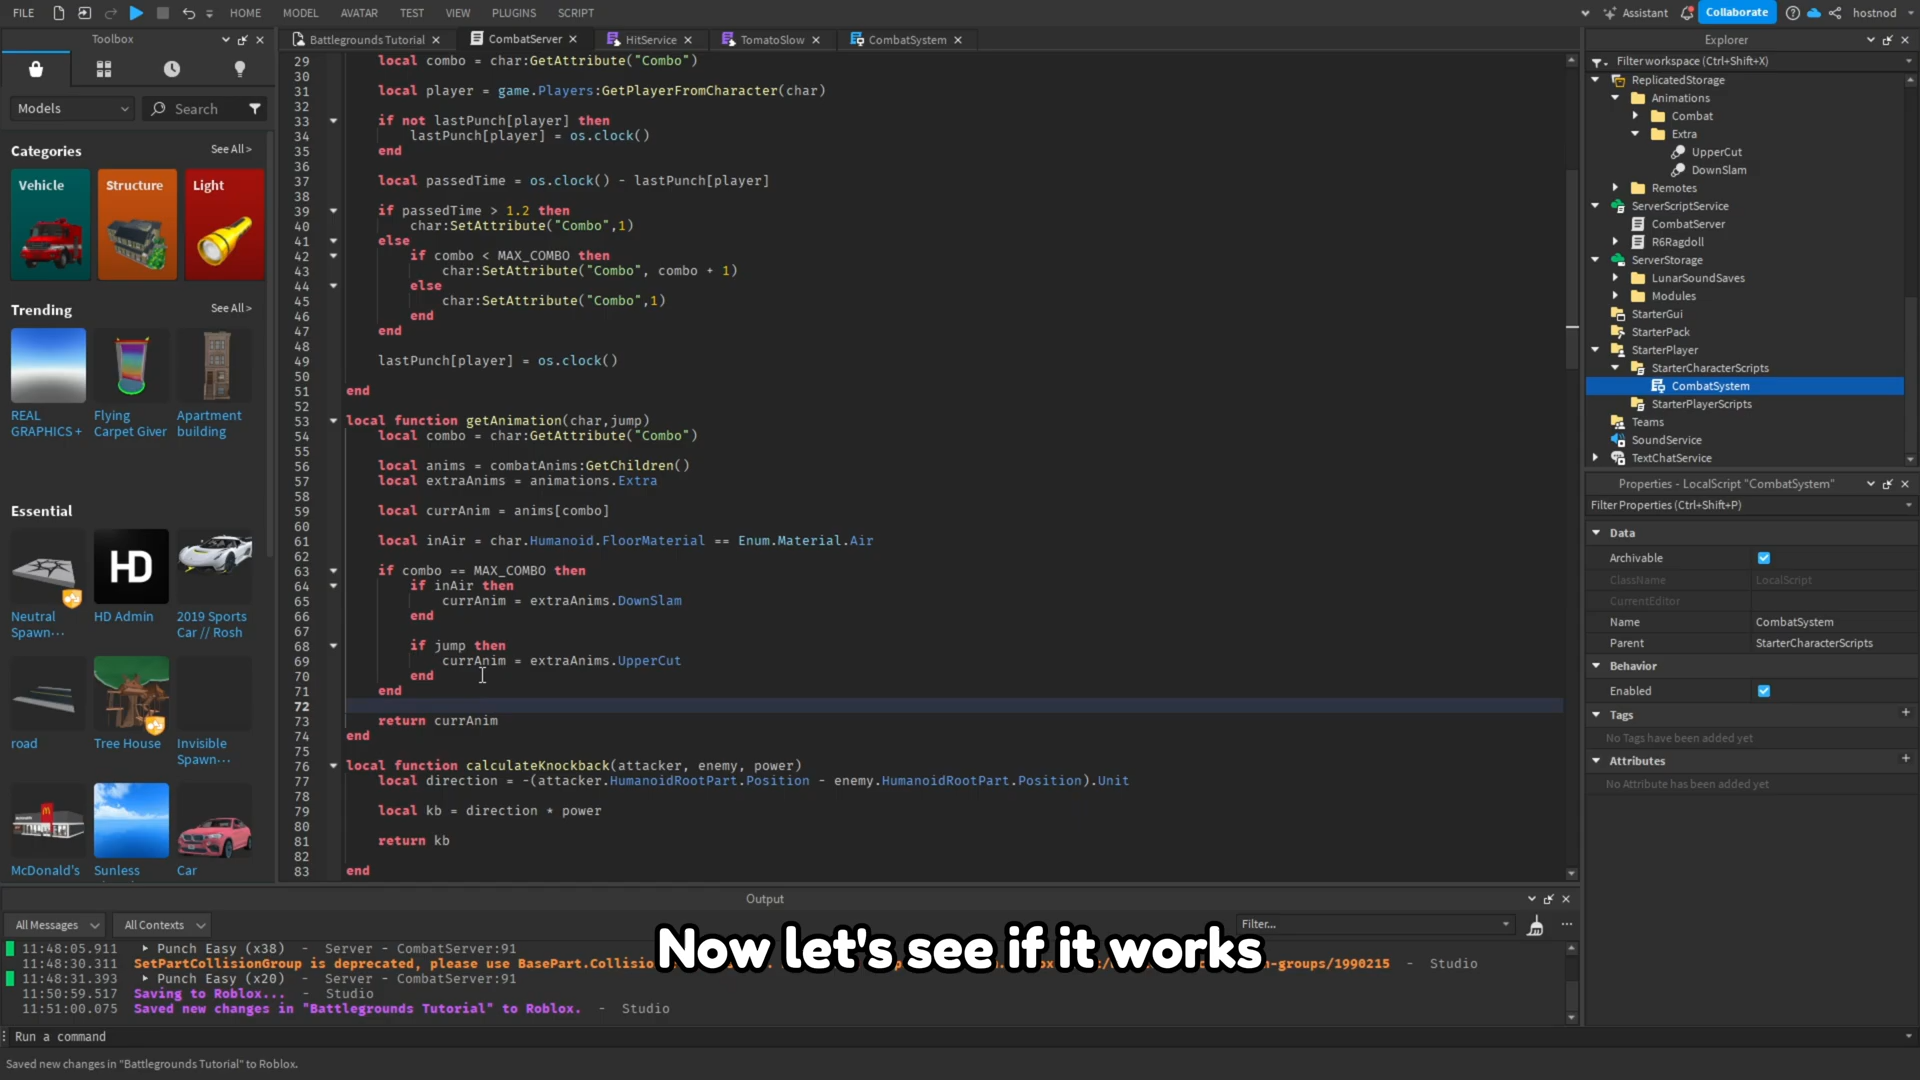 FILE HOME MODEL AVATAR TEST VIEW PLUGINS SCRIPT Assistant Collaborate hostnod
Toolbox
Battlegrounds Tutorial CombatServer HitService TomatoSlow CombatSystem
Models Search
Categories See All >
Vehicle Structure Light
Trending See All >
REAL GRAPHICS +
Flying Carpet Giver
Apartment building
Essential
Neutral Spawn···
HD
HD Admin
2019 Sports Car // Rosh
road
Tree House
Invisible Spawn···
McDonald's
Sunless
Car
29 local combo = char:GetAttribute("Combo")
30
31 local player = game.Players:GetPlayerFromCharacter(char)
32
33 if not lastPunch[player] then
34 lastPunch[player] = os.clock()
35 end
36
37 local passedTime = os.clock() - lastPunch[player]
38
39 if passedTime > 1.2 then
40 char:SetAttribute("Combo",1)
41 else
42 if combo < MAX_COMBO then
43 char:SetAttribute("Combo", combo + 1)
44 else
45 char:SetAttribute("Combo",1)
46 end
47 end
48
49 lastPunch[player] = os.clock()
50
51 end
52
53 local function getAnimation(char,jump)
54 local combo = char:GetAttribute("Combo")
55
56 local anims = combatAnims:GetChildren()
57 local extraAnims = animations.Extra
58
59 local currAnim = anims[combo]
60
61 local inAir = char.Humanoid.FloorMaterial == Enum.Material.Air
62
63 if combo == MAX_COMBO then
64 if inAir then
65 currAnim = extraAnims.DownSlam
66 end
67
68 if jump then
69 currAnim = extraAnims.UpperCut
70 end
71 end
72
73 return currAnim
74 end
75
76 local function calculateKnockback(attacker, enemy, power)
77 local direction = -(attacker.HumanoidRootPart.Position - enemy.HumanoidRootPart.Position).Unit
78
79 local kb = direction * power
80
81 return kb
82
83 end
Explorer
Filter workspace (Ctrl+Shift+X)
ReplicatedStorage
Animations
Combat
Extra
UpperCut
DownSlam
Remotes
ServerScriptService
CombatServer
R6Ragdoll
ServerStorage
LunarSoundSaves
Modules
StarterGui
StarterPack
StarterPlayer
StarterCharacterScripts
CombatSystem
StarterPlayerScripts
Teams
SoundService
TextChatService
Properties - LocalScript "CombatSystem"
Filter Properties (Ctrl+Shift+P)
Data
Archivable
ClassName LocalScript
CurrentEditor
Name CombatSystem
Parent StarterCharacterScripts
Behavior
Enabled
Tags +
No Tags have been added yet
Attributes +
No Attribute has been added yet
Output
All Messages All Contexts Filter...
11:48:05.911 Punch Easy (x38) - Server - CombatServer:91
11:48:30.311 SetPartCollisionGroup is deprecated, please use BasePart.Collisio n-groups/1990215 - Studio
11:48:31.393 Punch Easy (x20) - Server - CombatServer:91
11:50:59.517 Saving to Roblox... - Studio
11:51:00.075 Saved new changes in "Battlegrounds Tutorial" to Roblox. - Studio
Now let's see if it works
Run a command
Saved new changes in "Battlegrounds Tutorial" to Roblox.